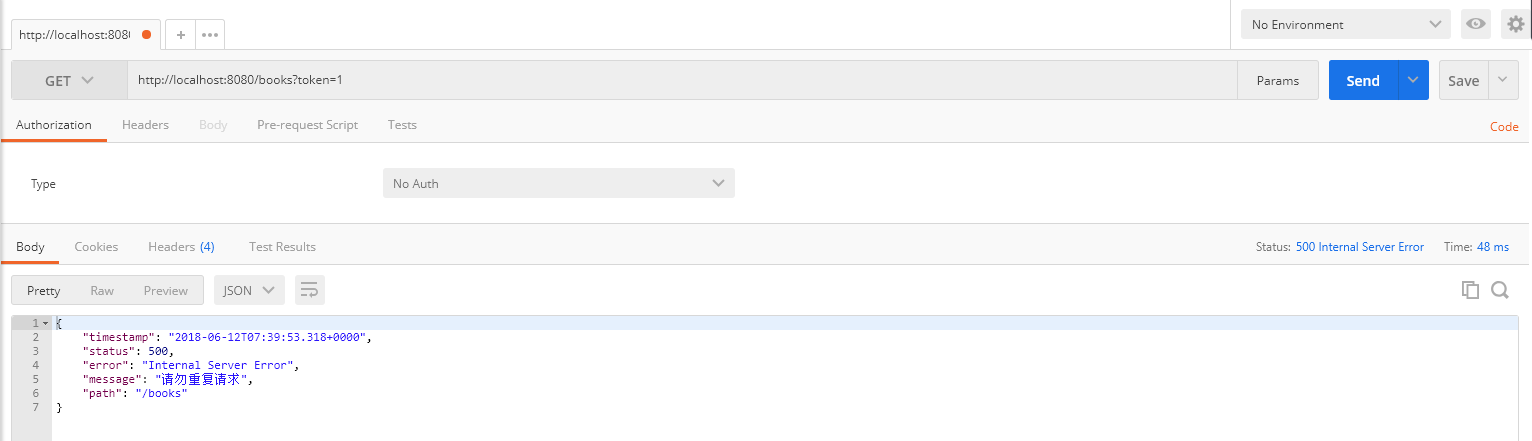 http://localhost:8080
No Environment
GET
http://localhost:8080/books?token=1
Params
Send
Save
Authorization
Headers
Body
Pre-request Script
Tests
Code
Type
No Auth
Body
Cookies
Headers (4)
Test Results
Status: 500 Internal Server Error
Time: 48 ms
Pretty
Raw
Preview
JSON
1 {
2 "timestamp": "2018-06-12T07:39:53.318+0000",
3 "status": 500,
4 "error": "Internal Server Error",
5 "message": "请勿重复请求",
6 "path": "/books"
7 }